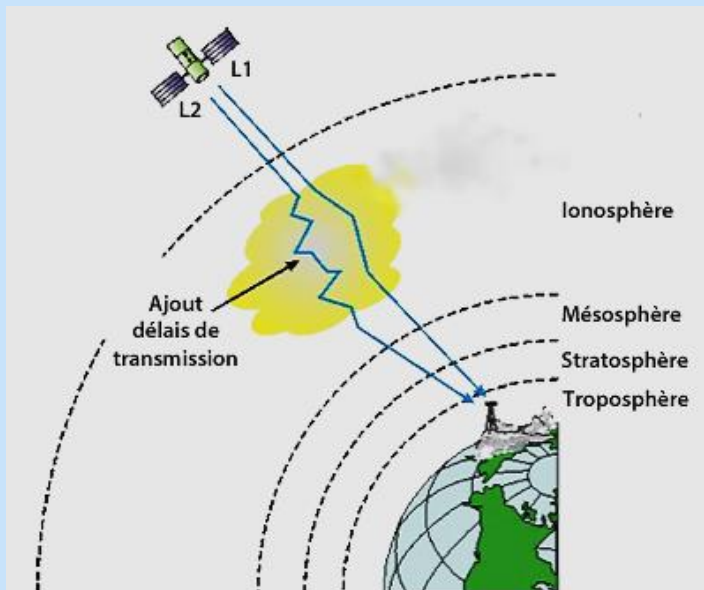 L1
L2
Ionosphère
Ajout
délais de
transmission
Mésosphère
Stratosphère
Troposphère